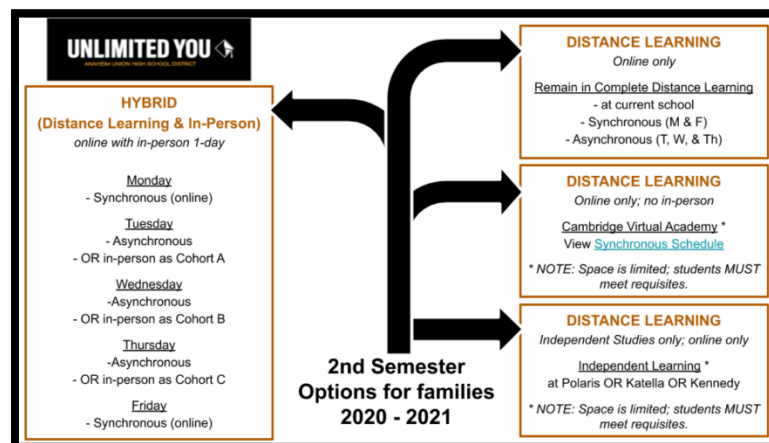 UNLIMITED YOU
ANAHEIM UNION HIGH SCHOOL DISTRICT
HYBRID
(Distance Learning & In-Person)
online with in-person 1-day
Monday
- Synchronous (online)
Tuesday
- Asynchronous
- OR in-person as Cohort A
Wednesday
-Asynchronous
- OR in-person as Cohort B
Thursday
-Asynchronous
- OR in-person as Cohort C
Friday
- Synchronous (online)
2nd Semester
Options for families
2020 - 2021
DISTANCE LEARNING
Online only
Remain in Complete Distance Learning
- at current school
- Synchronous (M & F)
- Asynchronous (T, W, & Th)
DISTANCE LEARNING
Online only; no in-person
Cambridge Virtual Academy *
View Synchronous Schedule
* NOTE: Space is limited; students MUST
meet requisites.
DISTANCE LEARNING
Independent Studies only; online only
Independent Learning *
at Polaris OR Katella OR Kennedy
* NOTE: Space is limited; students MUST
meet requisites.